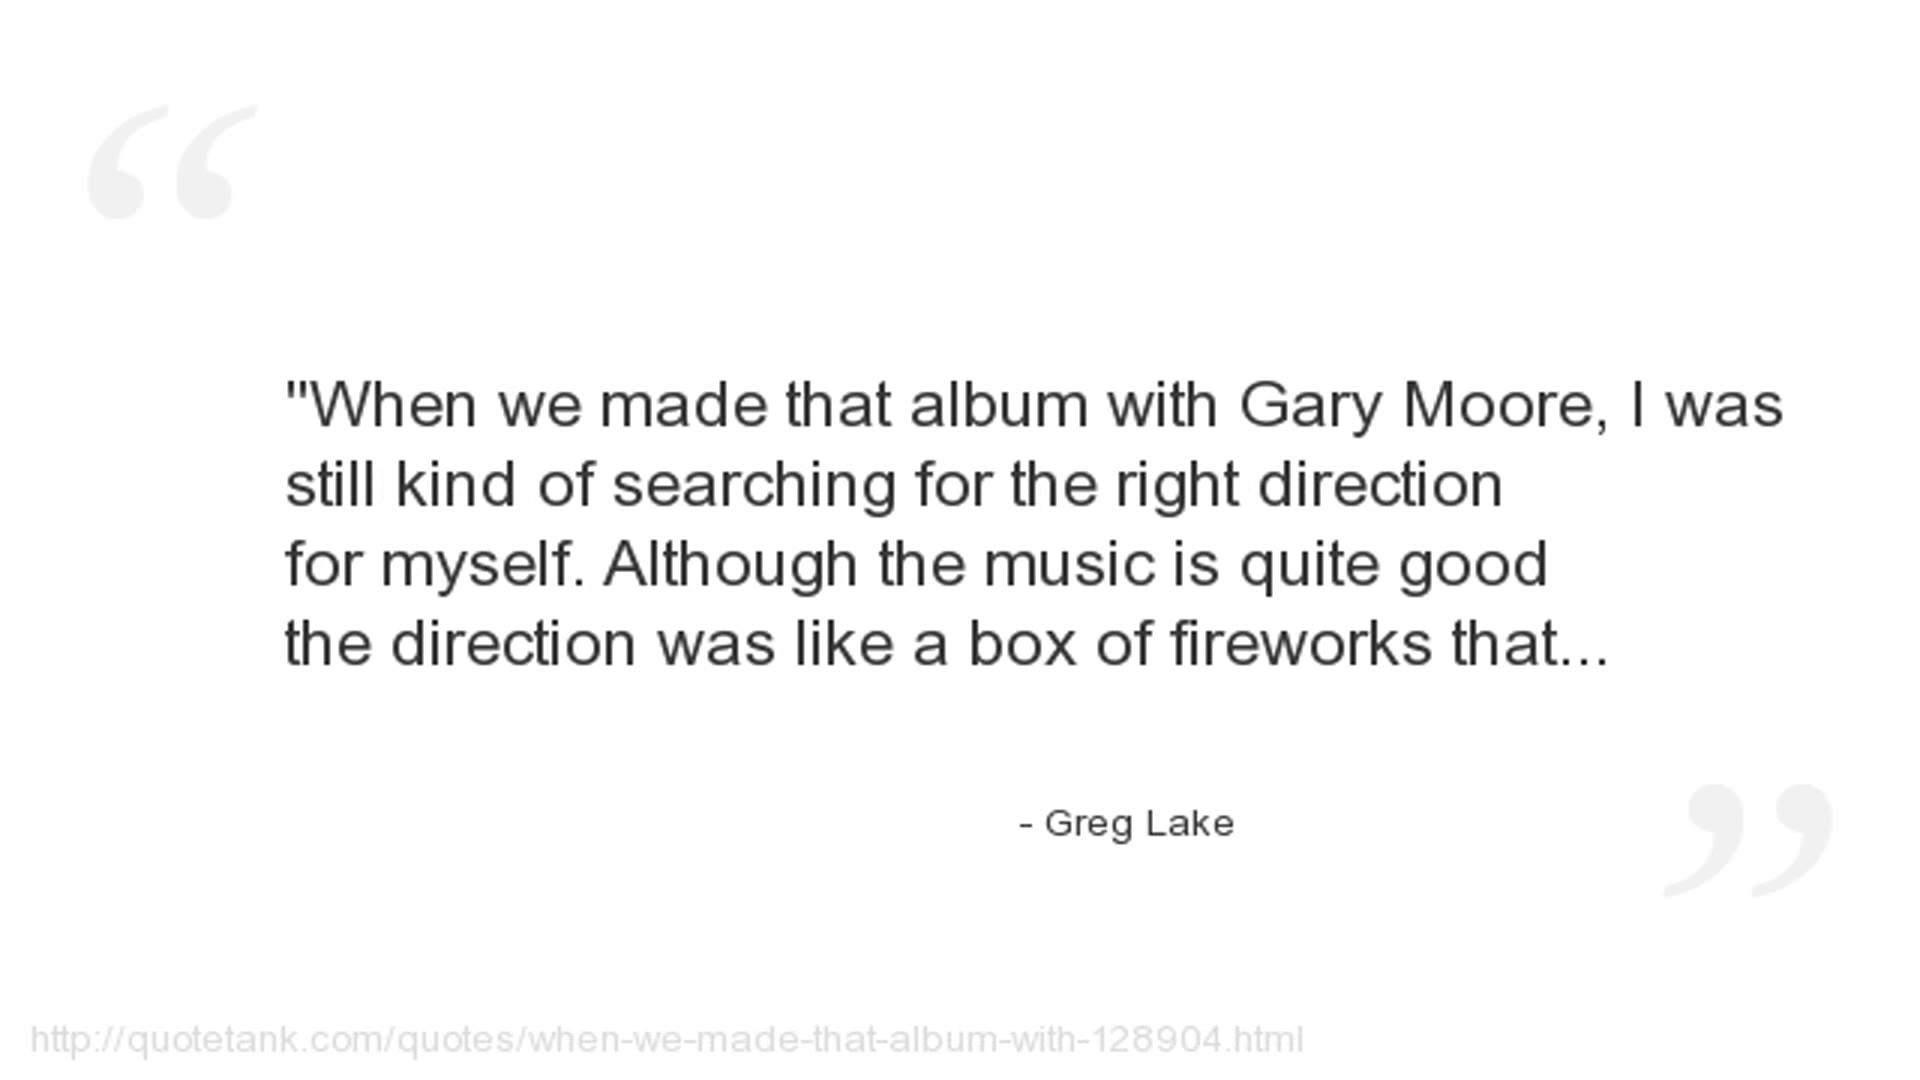 "When we made that album with Gary Moore, I was
still kind of searching for the right direction
for myself. Although the music is quite good
the direction was like a box of fireworks that...
- Greg Lake
http://quotetank.com/quotes/when-we-made-that-album-with-128904.html